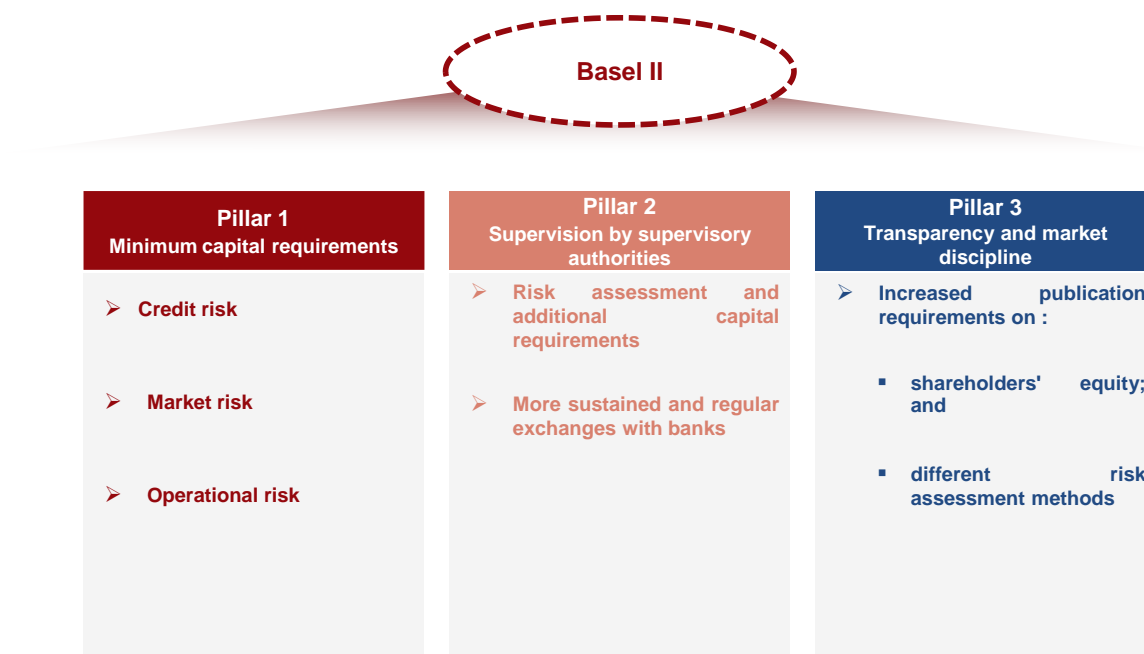 Basel II
Pillar 1
Minimum capital requirements
Credit risk
Market risk
Operational risk
Pillar 2
Supervision by supervisory
authorities
Risk assessment and
additional capital
requirements
More sustained and regular
exchanges with banks
Pillar 3
Transparency and market
discipline
Increased publication
requirements on :
shareholders' equity;
and
different risk
assessment methods